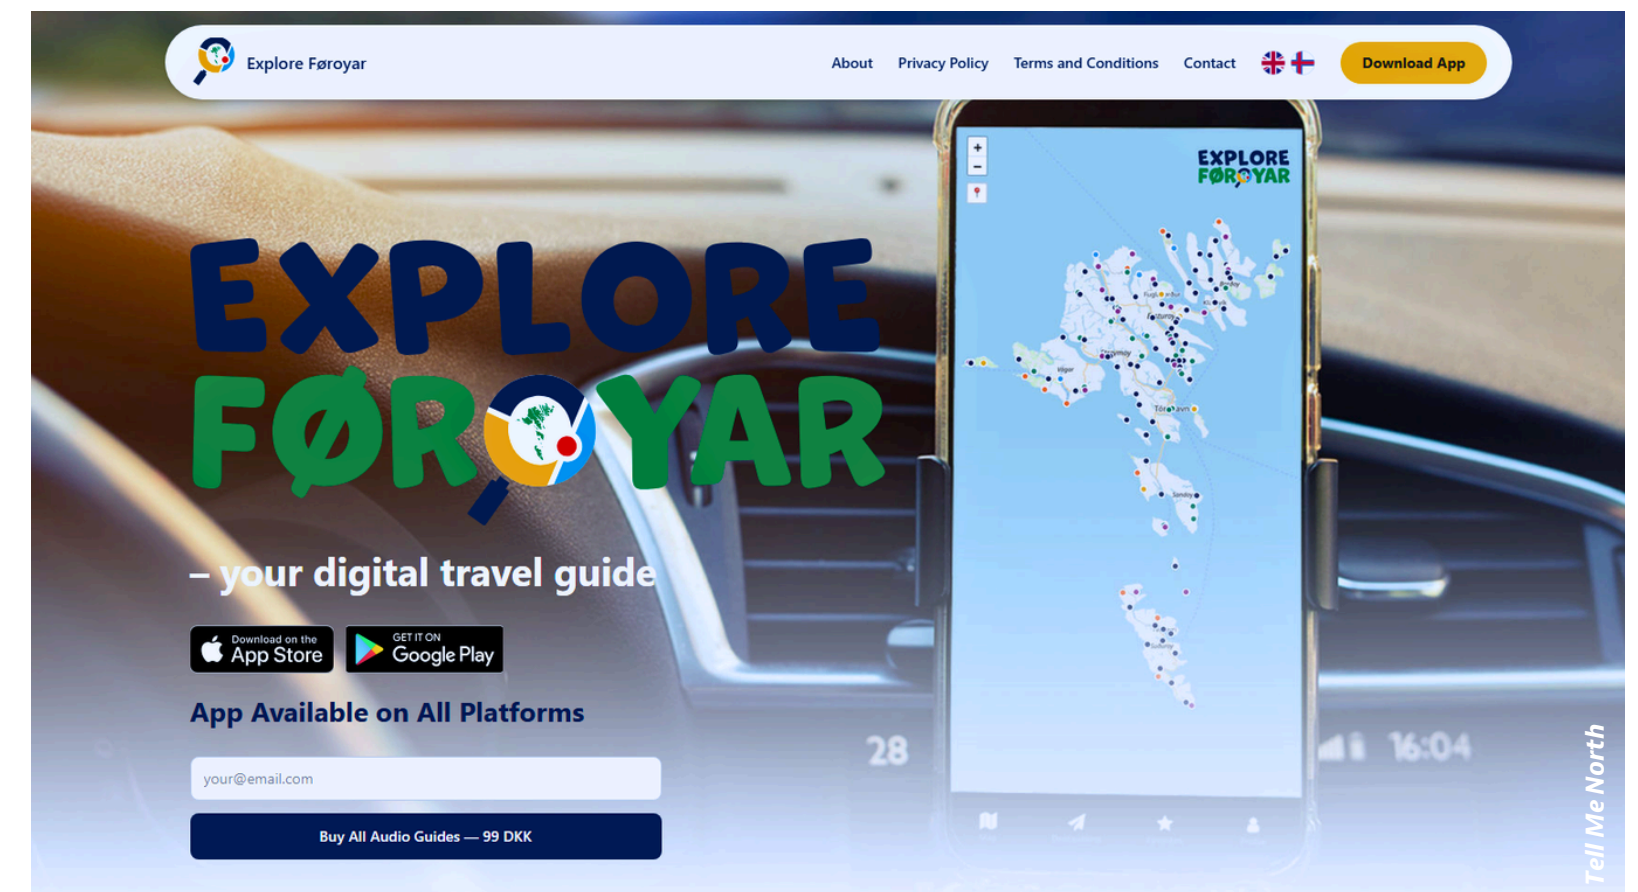 Explore Føroyar
About
Privacy Policy
Terms and Conditions
Contact
Download App
EXPLORE
FØROYAR
– your digital travel guide
Download on the
App Store
GET IT ON
Google Play
App Available on All Platforms
your@email.com
Buy All Audio Guides — 99 DKK
+
−
EXPLORE
FØROYAR
Vágar
Sandoy
28
16:04
Tell Me North